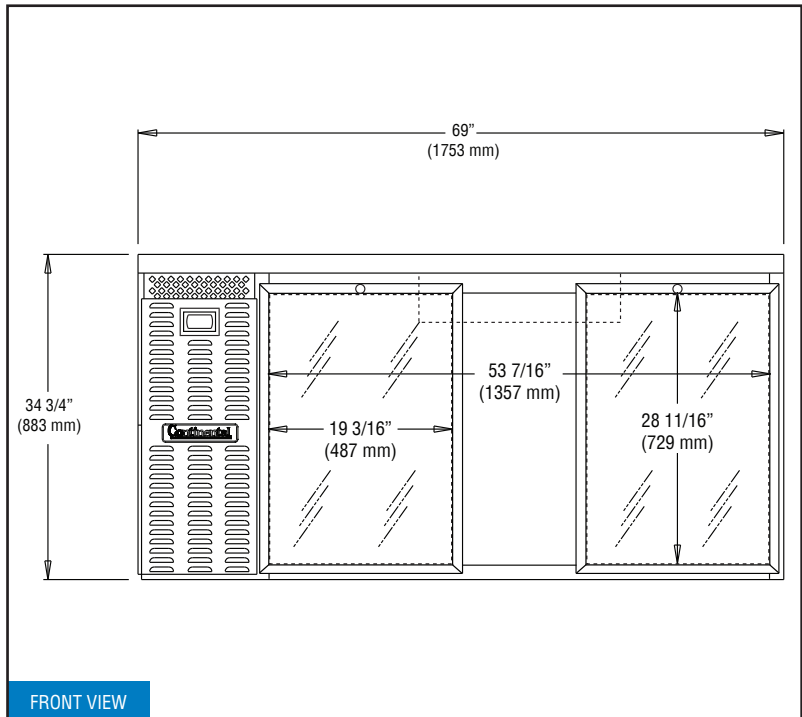 69”
(1753 mm)
34 3/4”
(883 mm)
Continental
53 7/16”
(1357 mm)
19 3/16”
(487 mm)
28 11/16”
(729 mm)
FRONT VIEW